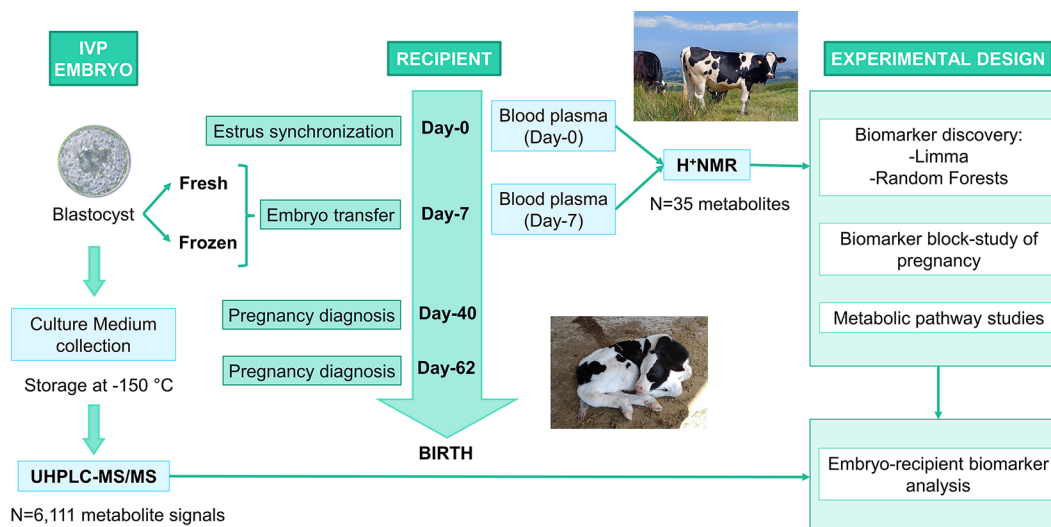 IVP
EMBRYO
Blastocyst
Fresh
Frozen
Culture Medium
collection
Storage at -150 °C
UHPLC-MS/MS
N=6,111 metabolite signals
RECIPIENT
Estrus synchronization
Day-0
Embryo transfer
Day-7
Pregnancy diagnosis
Day-40
Pregnancy diagnosis
Day-62
BIRTH
Blood plasma
(Day-0)
Blood plasma
(Day-7)
H⁺NMR
N=35 metabolites
EXPERIMENTAL DESIGN
Biomarker discovery:
-Limma
-Random Forests
Biomarker block-study of
pregnancy
Metabolic pathway studies
Embryo-recipient biomarker
analysis